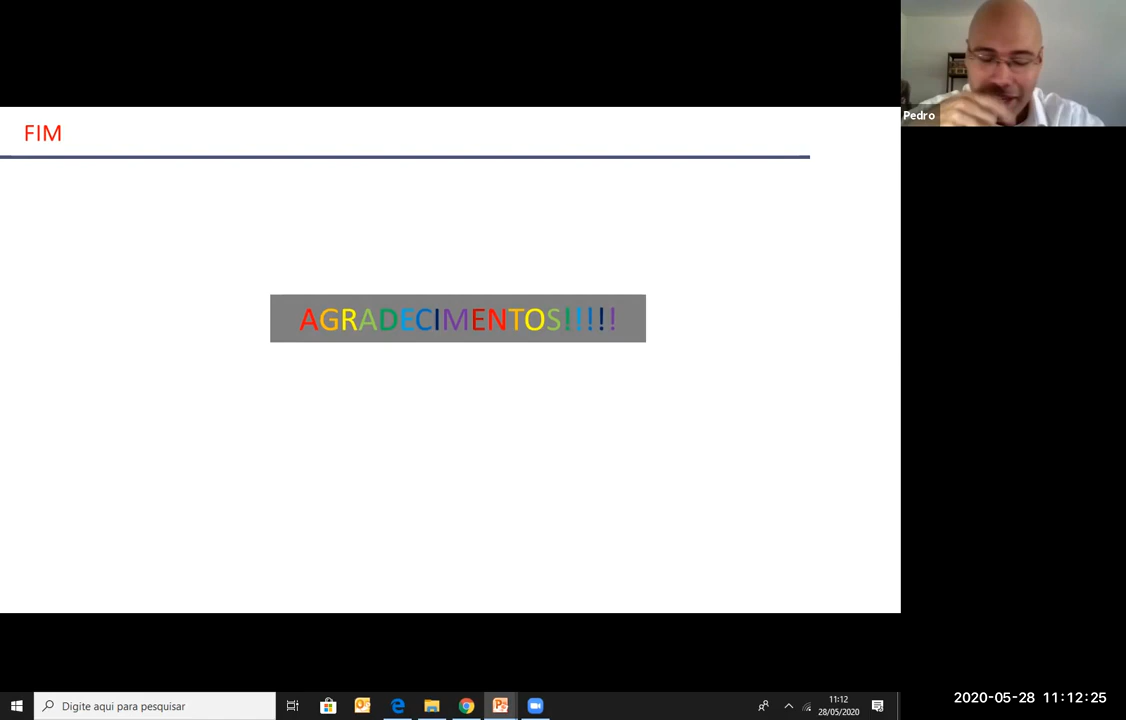 FIM
Pedro
AGRADECIMENTOS!!!!!
Digite aqui para pesquisar
11:12
28/05/2020
2020-05-28 11:12:25